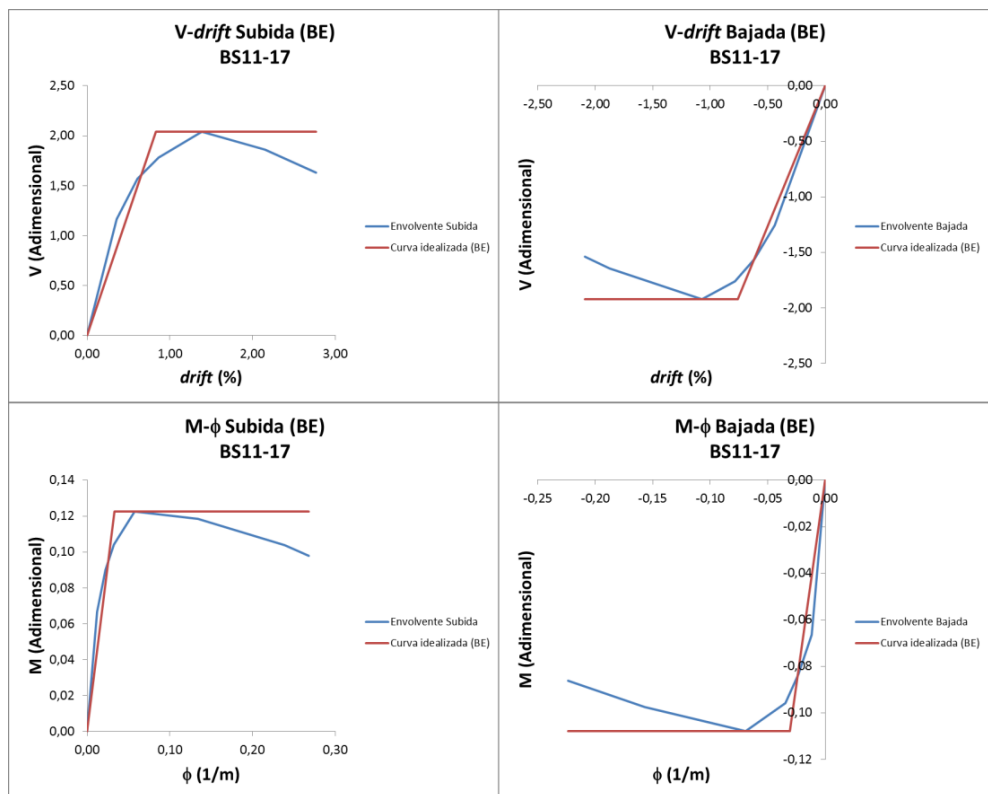 V-drift Subida (BE)
BS11-17
2,50
2,00
1,50
1,00
0,50
0,00
0,00
1,00
2,00
3,00
V (Adimensional)
drift (%)
Envolvente Subida
Curva idealizada (BE)
V-drift Bajada (BE)
BS11-17
-2,50
-2,00
-1,50
-1,00
-0,50
0,00
0,00
-0,50
-1,00
-1,50
-2,00
-2,50
V (Adimensional)
drift (%)
Envolvente Bajada
Curva idealizada (BE)
M-ϕ Subida (BE)
BS11-17
0,14
0,12
0,10
0,08
0,06
0,04
0,02
0,00
0,00
0,10
0,20
0,30
M (Adimensional)
ϕ (1/m)
Envolvente Subida
Curva idealizada (BE)
M-ϕ Bajada (BE)
BS11-17
-0,25
-0,20
-0,15
-0,10
-0,05
0,00
0,00
-0,02
-0,04
-0,06
-0,08
-0,10
-0,12
M (Adimensional)
ϕ (1/m)
Envolvente Bajada
Curva idealizada (BE)